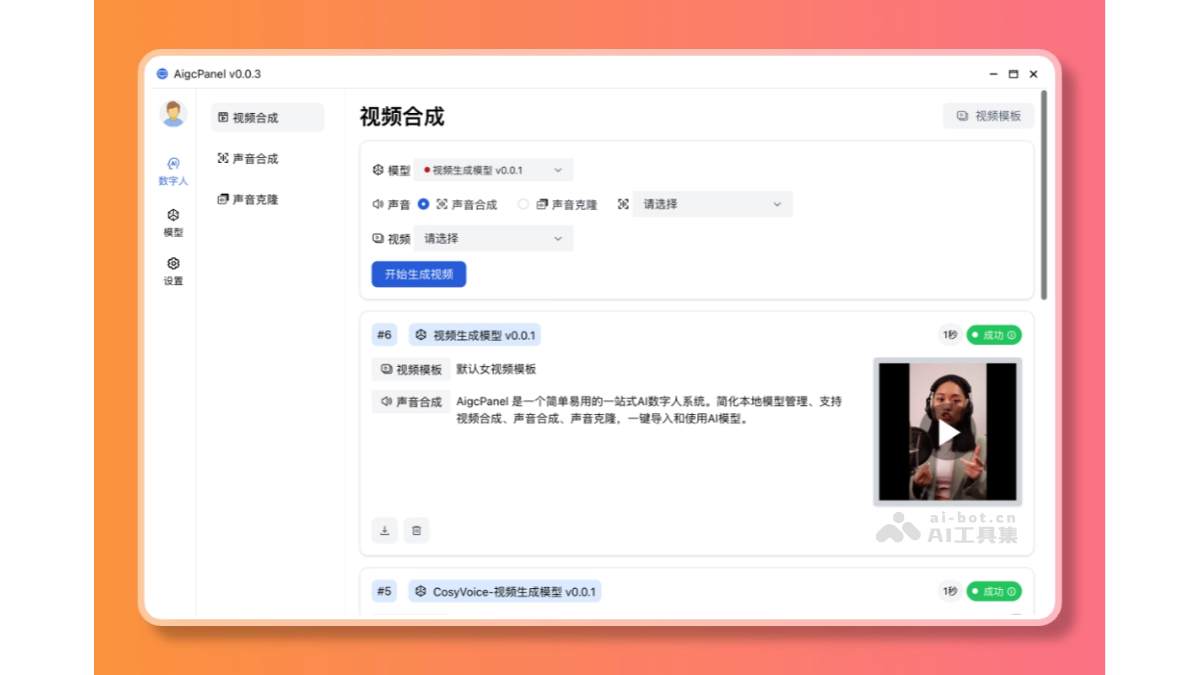 AigcPanel v0.0.3
数字人
模型
设置
视频合成
声音合成
声音克隆
视频合成
视频模板
模型 视频生成模型 v0.0.1
声音 声音合成 声音克隆 请选择
视频 请选择
开始生成视频
#6 视频生成模型 v0.0.1 1秒 成功
视频模板 默认女视频模板
声音合成 AigcPanel 是一个简单易用的一站式AI数字人系统。简化本地模型管理、支持
视频合成、声音合成、声音克隆，一键导入和使用AI模型。
ai-bot.cn
AI工具集
#5 CosyVoice-视频生成模型 v0.0.1 1秒 成功